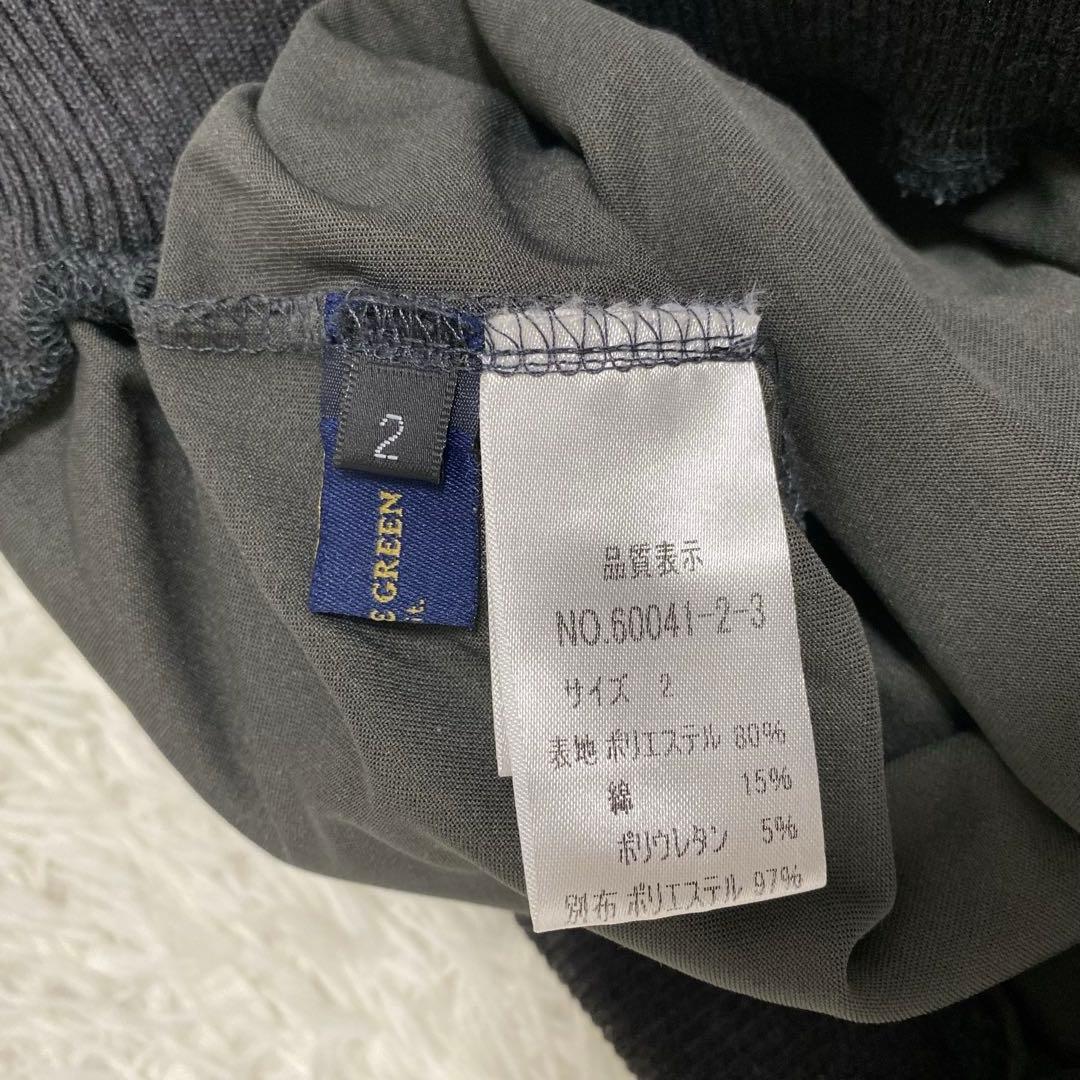 2
GREEN
it.
品質表示
NO.60041-2-3
サイズ 2
表地 ポリエステル 80%
綿 15%
ポリウレタン 5%
別布 ポリエステル 97%